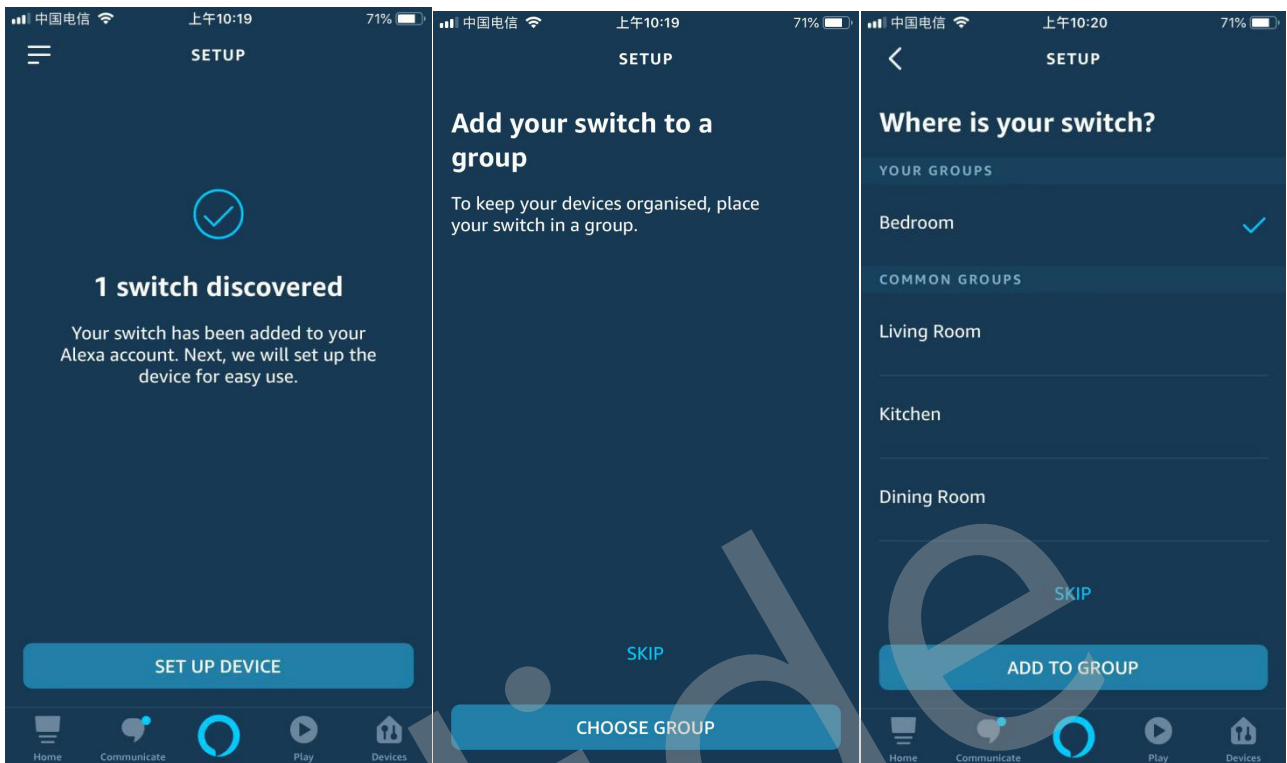 中国电信 上午10:19 71%
SETUP
1 switch discovered
Your switch has been added to your
Alexa account. Next, we will set up the
device for easy use.
SET UP DEVICE
Home Communicate Play Devices
中国电信 上午10:19 71%
SETUP
Add your switch to a
group
To keep your devices organised, place
your switch in a group.
SKIP
CHOOSE GROUP
中国电信 上午10:20 71%
SETUP
Where is your switch?
YOUR GROUPS
Bedroom
COMMON GROUPS
Living Room
Kitchen
Dining Room
SKIP
ADD TO GROUP
Home Communicate Play Devices